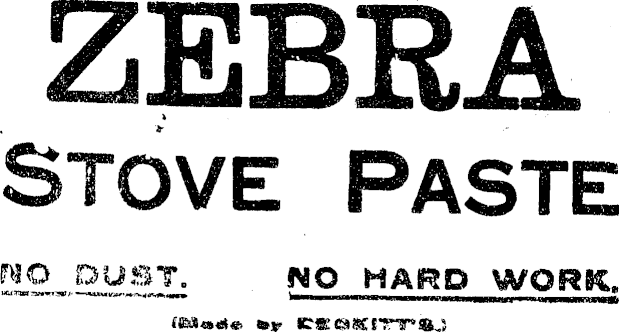 ZEBRA
STOVE PASTE
NO DUST. NO HARD WORK.
(Made by RECKITT'S.)